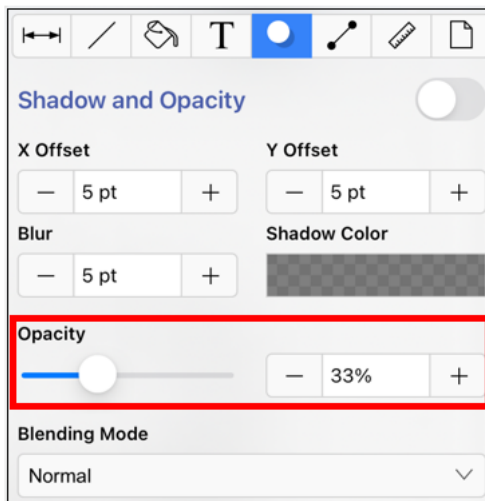 T
Shadow and Opacity
X Offset Y Offset
— 5 pt + — 5 pt +
Blur Shadow Color
— 5 pt +
Opacity
— 33% +
Blending Mode
Normal